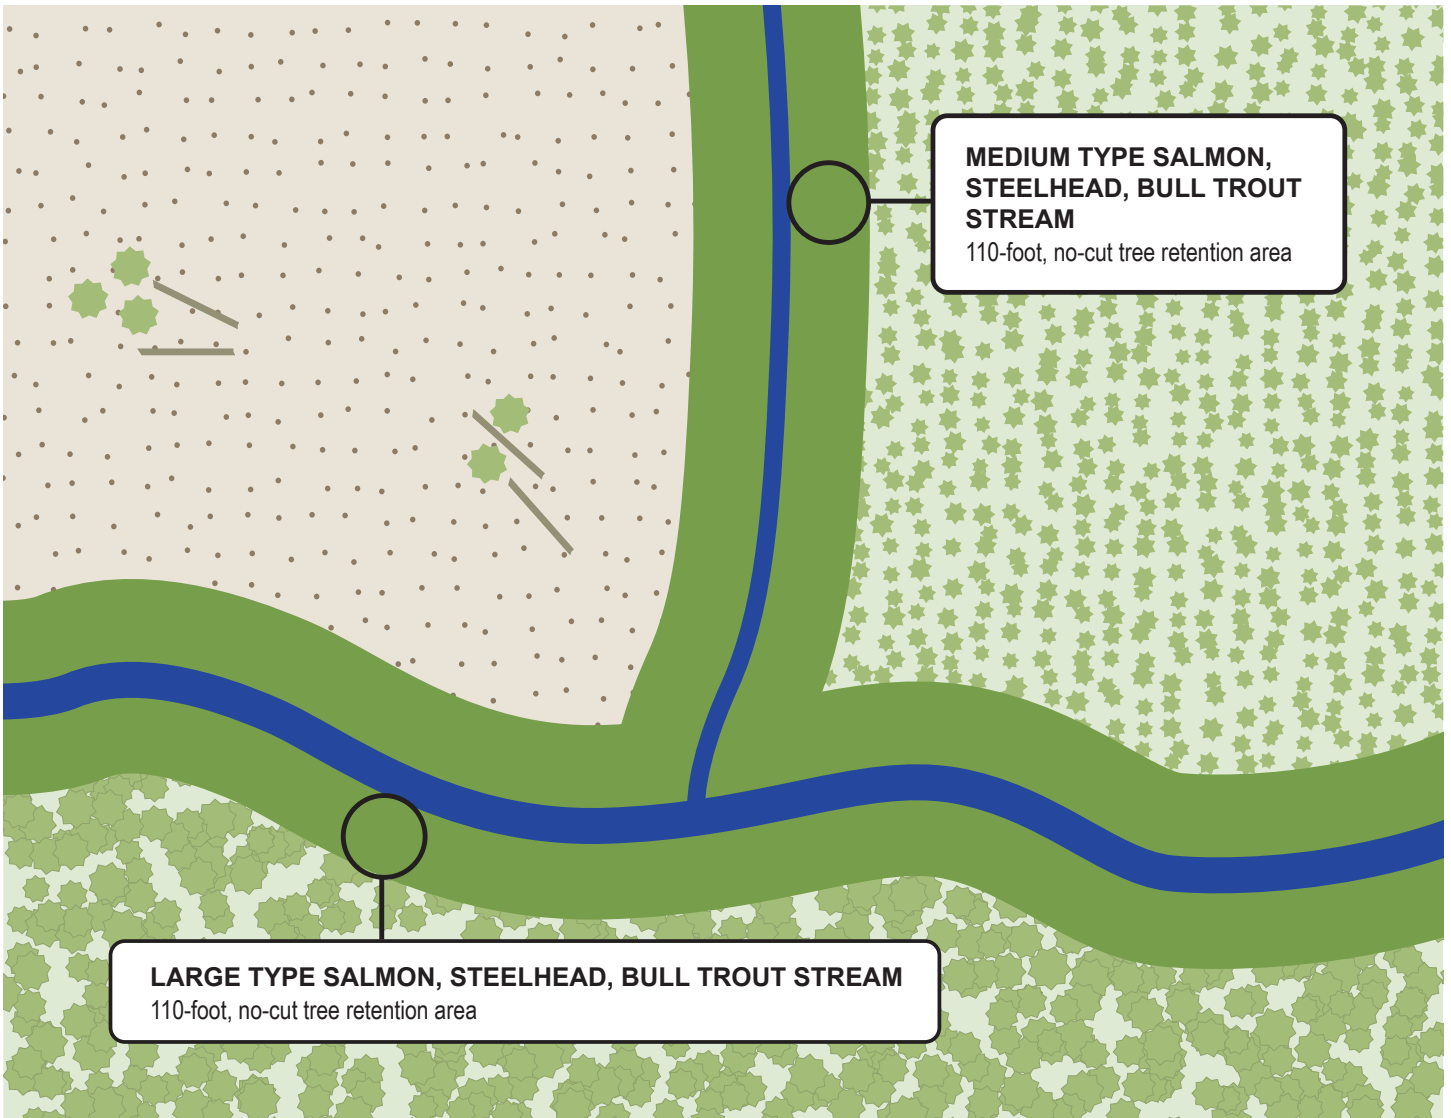 MEDIUM TYPE SALMON,
STEELHEAD, BULL TROUT
STREAM
110-foot, no-cut tree retention area
LARGE TYPE SALMON, STEELHEAD, BULL TROUT STREAM
110-foot, no-cut tree retention area